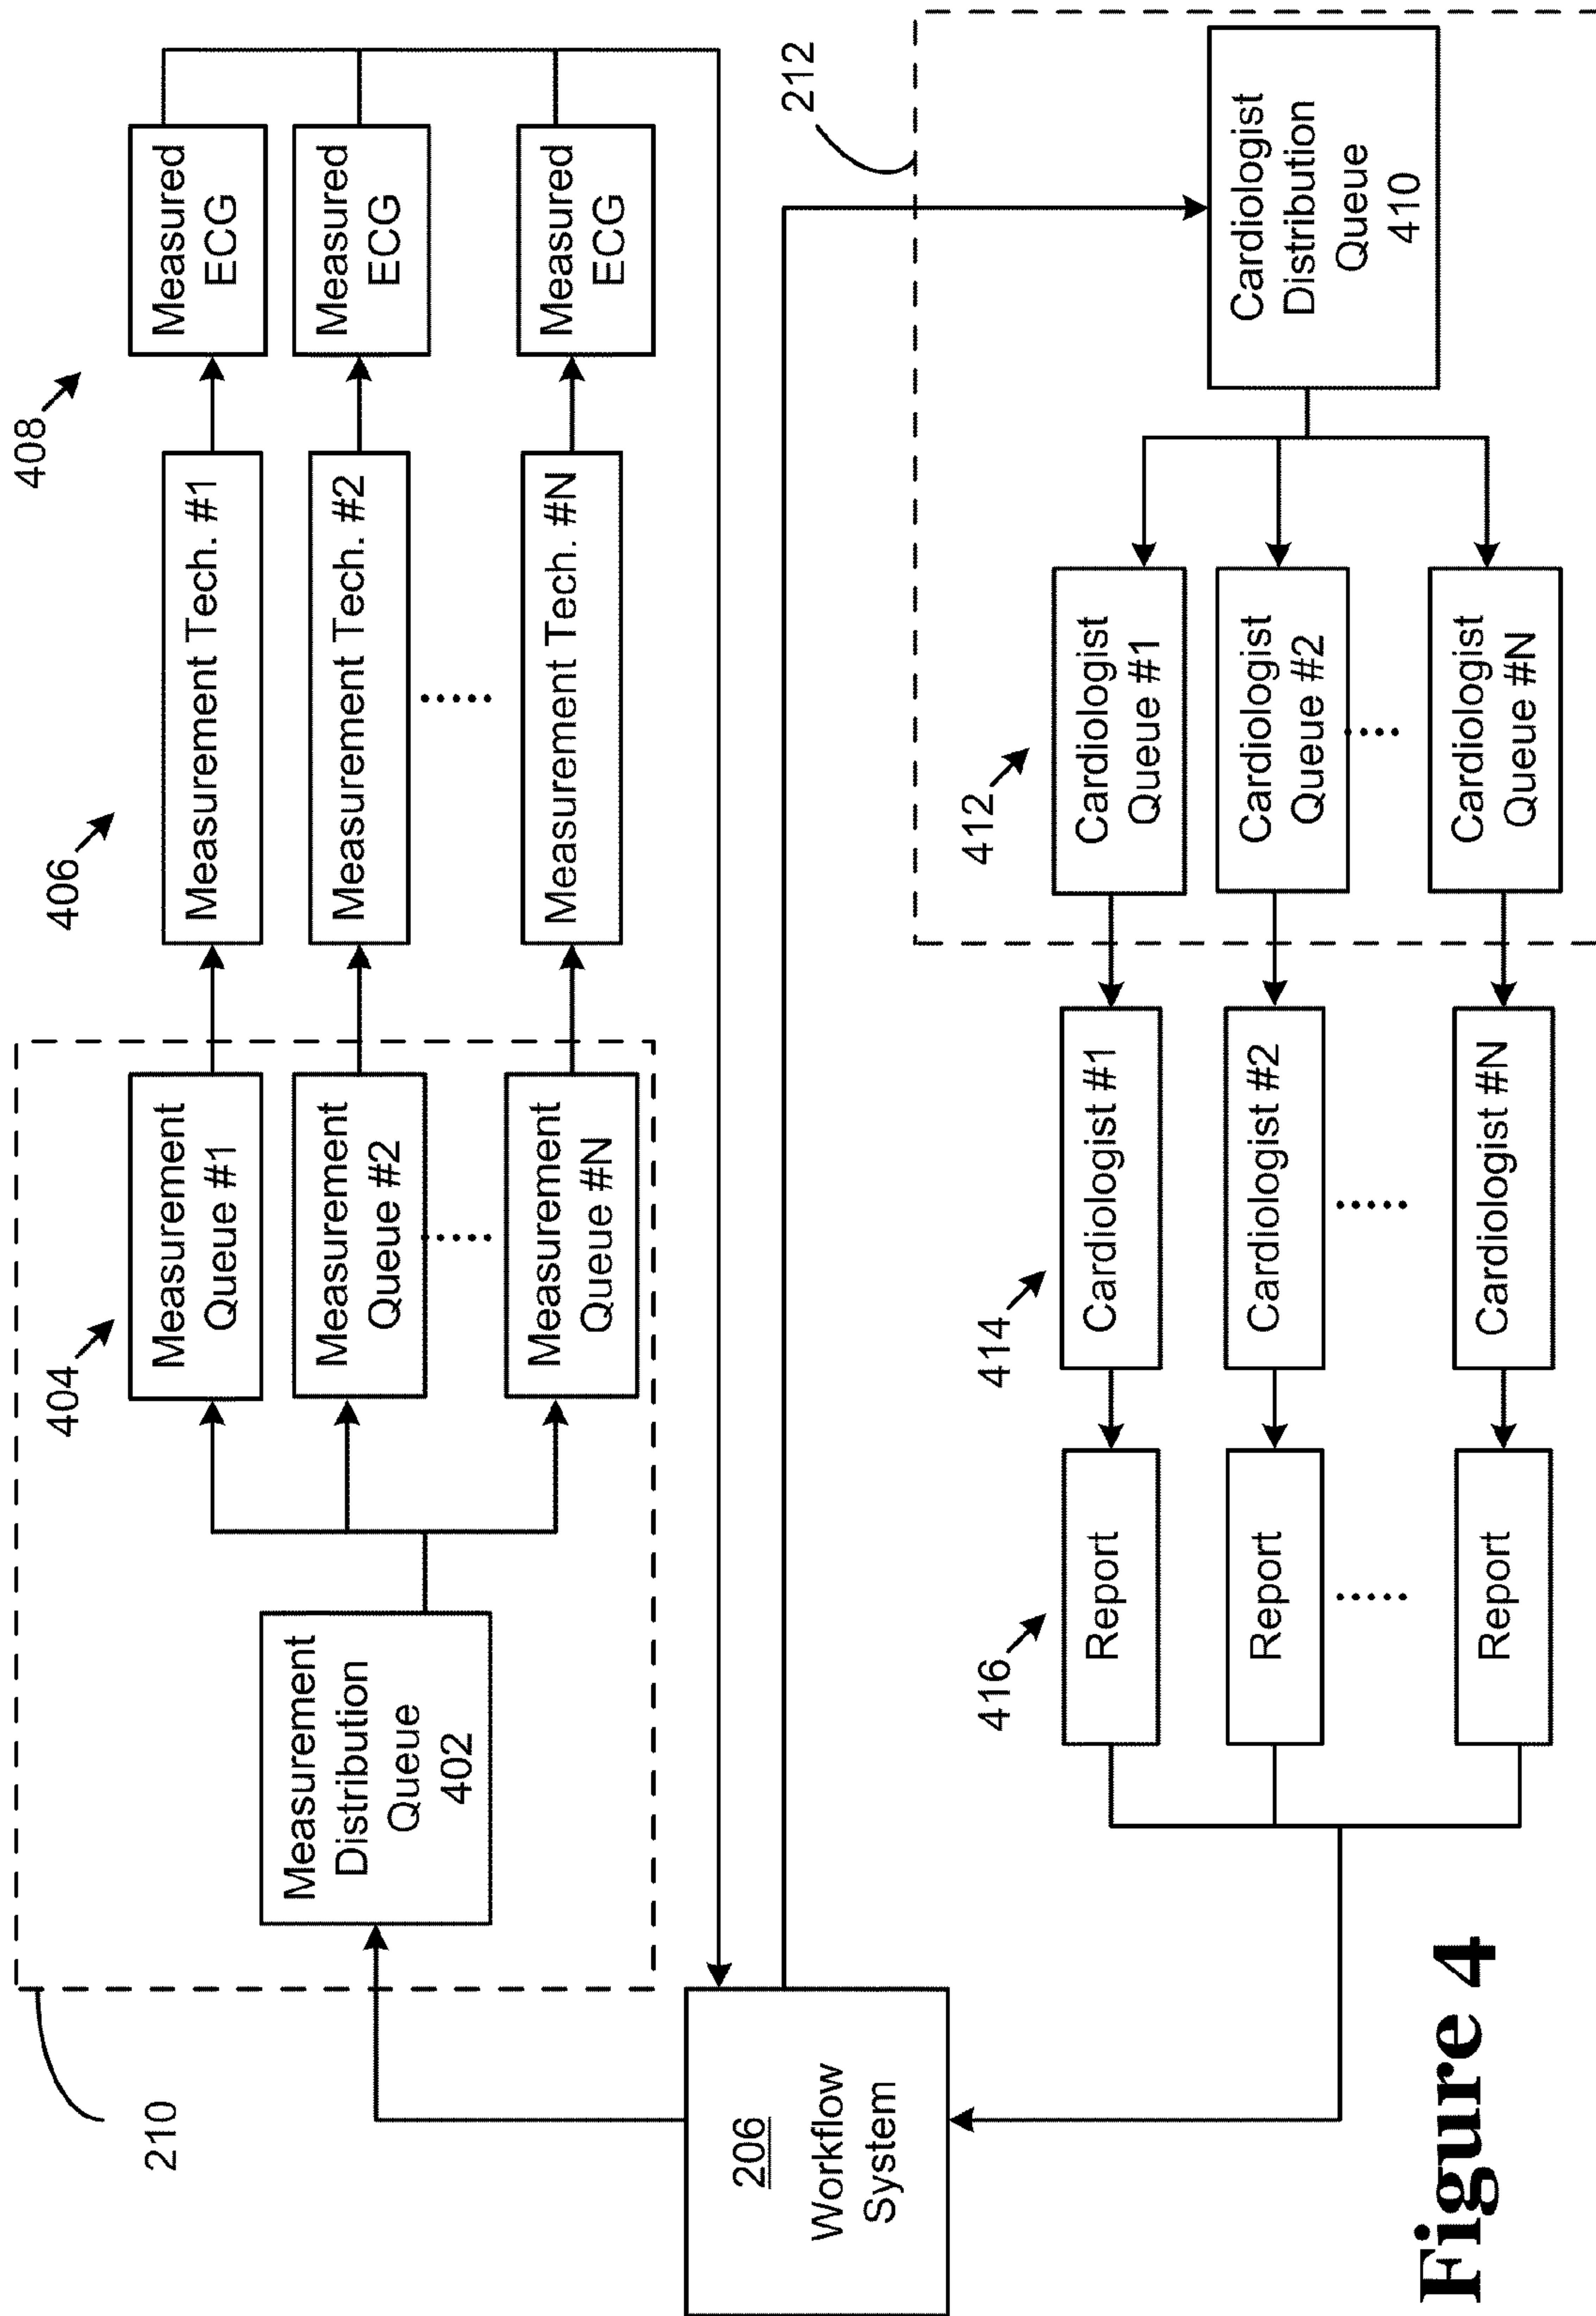 210
404
406
408
Measurement
Distribution
Queue
402
Measurement
Queue #1
Measurement
Queue #2
......
Measurement
Queue #N
Measurement Tech. #1
Measurement Tech. #2
......
Measurement Tech. #N
Measured
ECG
Measured
ECG
Measured
ECG
206
Workflow
System
212
416
414
412
Report
Report
......
Report
Cardiologist #1
Cardiologist #2
......
Cardiologist #N
Cardiologist
Queue #1
Cardiologist
Queue #2
.....
Cardiologist
Queue #N
Cardiologist
Distribution
Queue
410
Figure 4